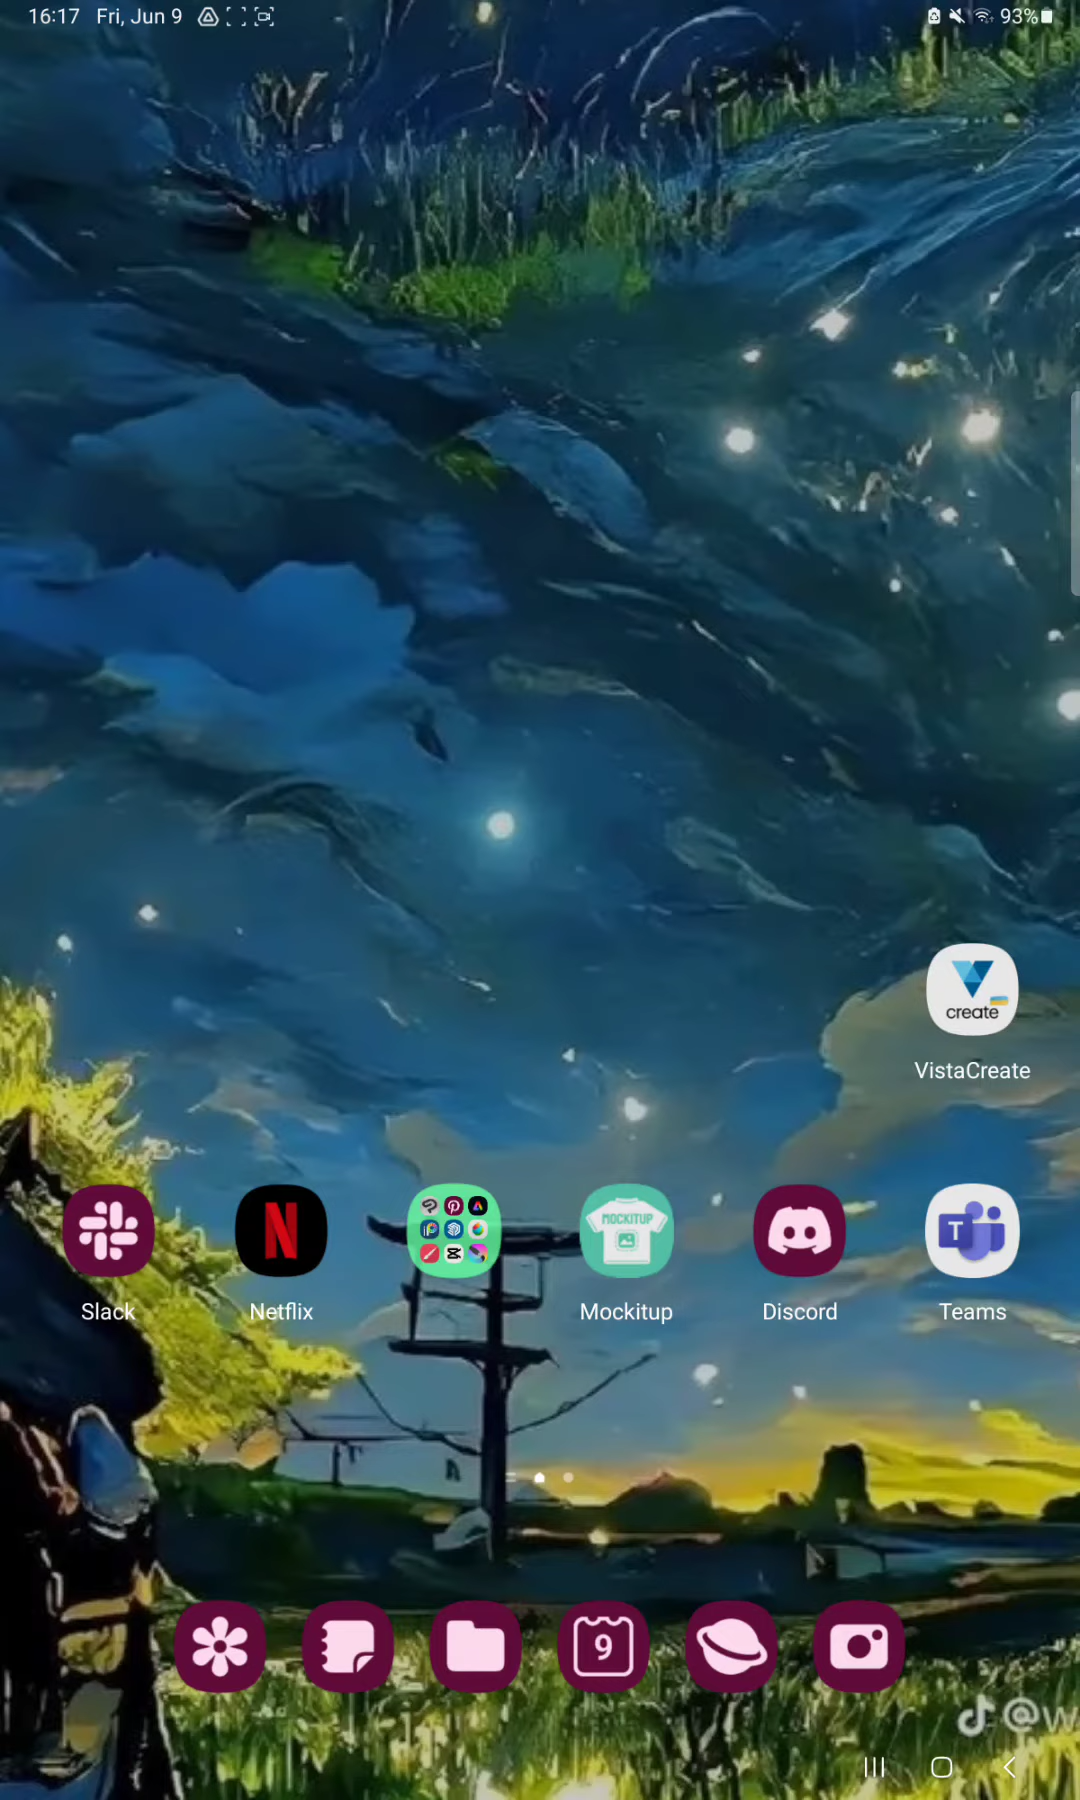 16:17 Fri, Jun 9 93%
create
VistaCreate
MOCKITUP
T
Slack
Netflix
Mockitup
Discord
Teams
9
@w